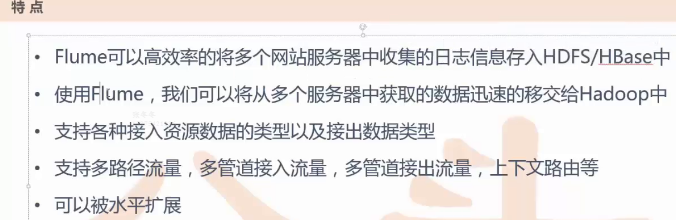 特点
• Flume可以高效率的将多个网站服务器中收集的日志信息存入HDFS/HBase中
• 使用Flume，我们可以将从多个服务器中获取的数据迅速的移交给Hadoop中
• 支持各种接入资源数据的类型以及接出数据类型
• 支持多路径流量，多管道接入流量，多管道接出流量，上下文路由等
• 可以被水平扩展